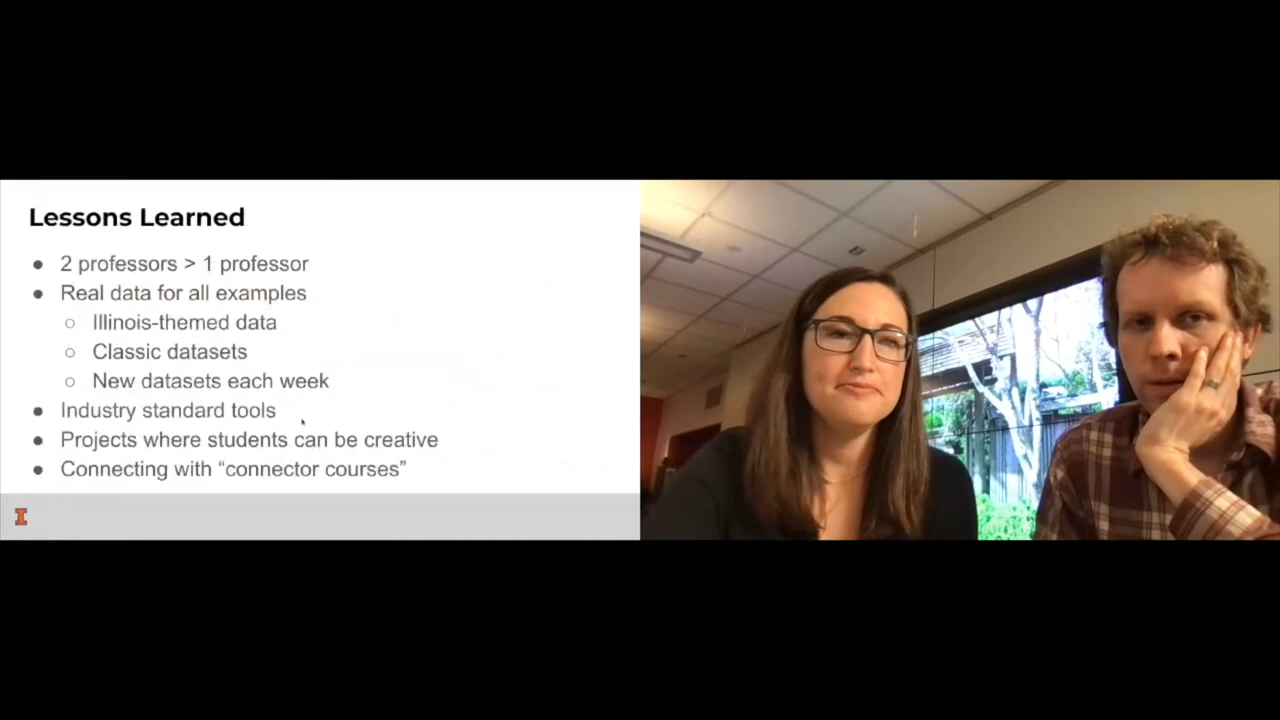 Lessons Learned
● 2 professors > 1 professor
● Real data for all examples
○ Illinois-themed data
○ Classic datasets
○ New datasets each week
● Industry standard tools
● Projects where students can be creative
● Connecting with “connector courses”
I